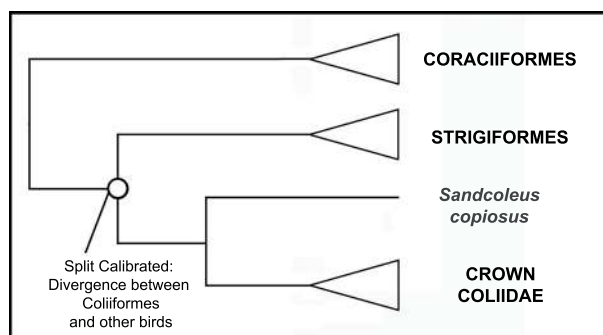 CORACIIFORMES
STRIGIFORMES
Sandcoleus
copiosus
CROWN
COLIIDAE
Split Calibrated:
Divergence between
Coliiformes
and other birds